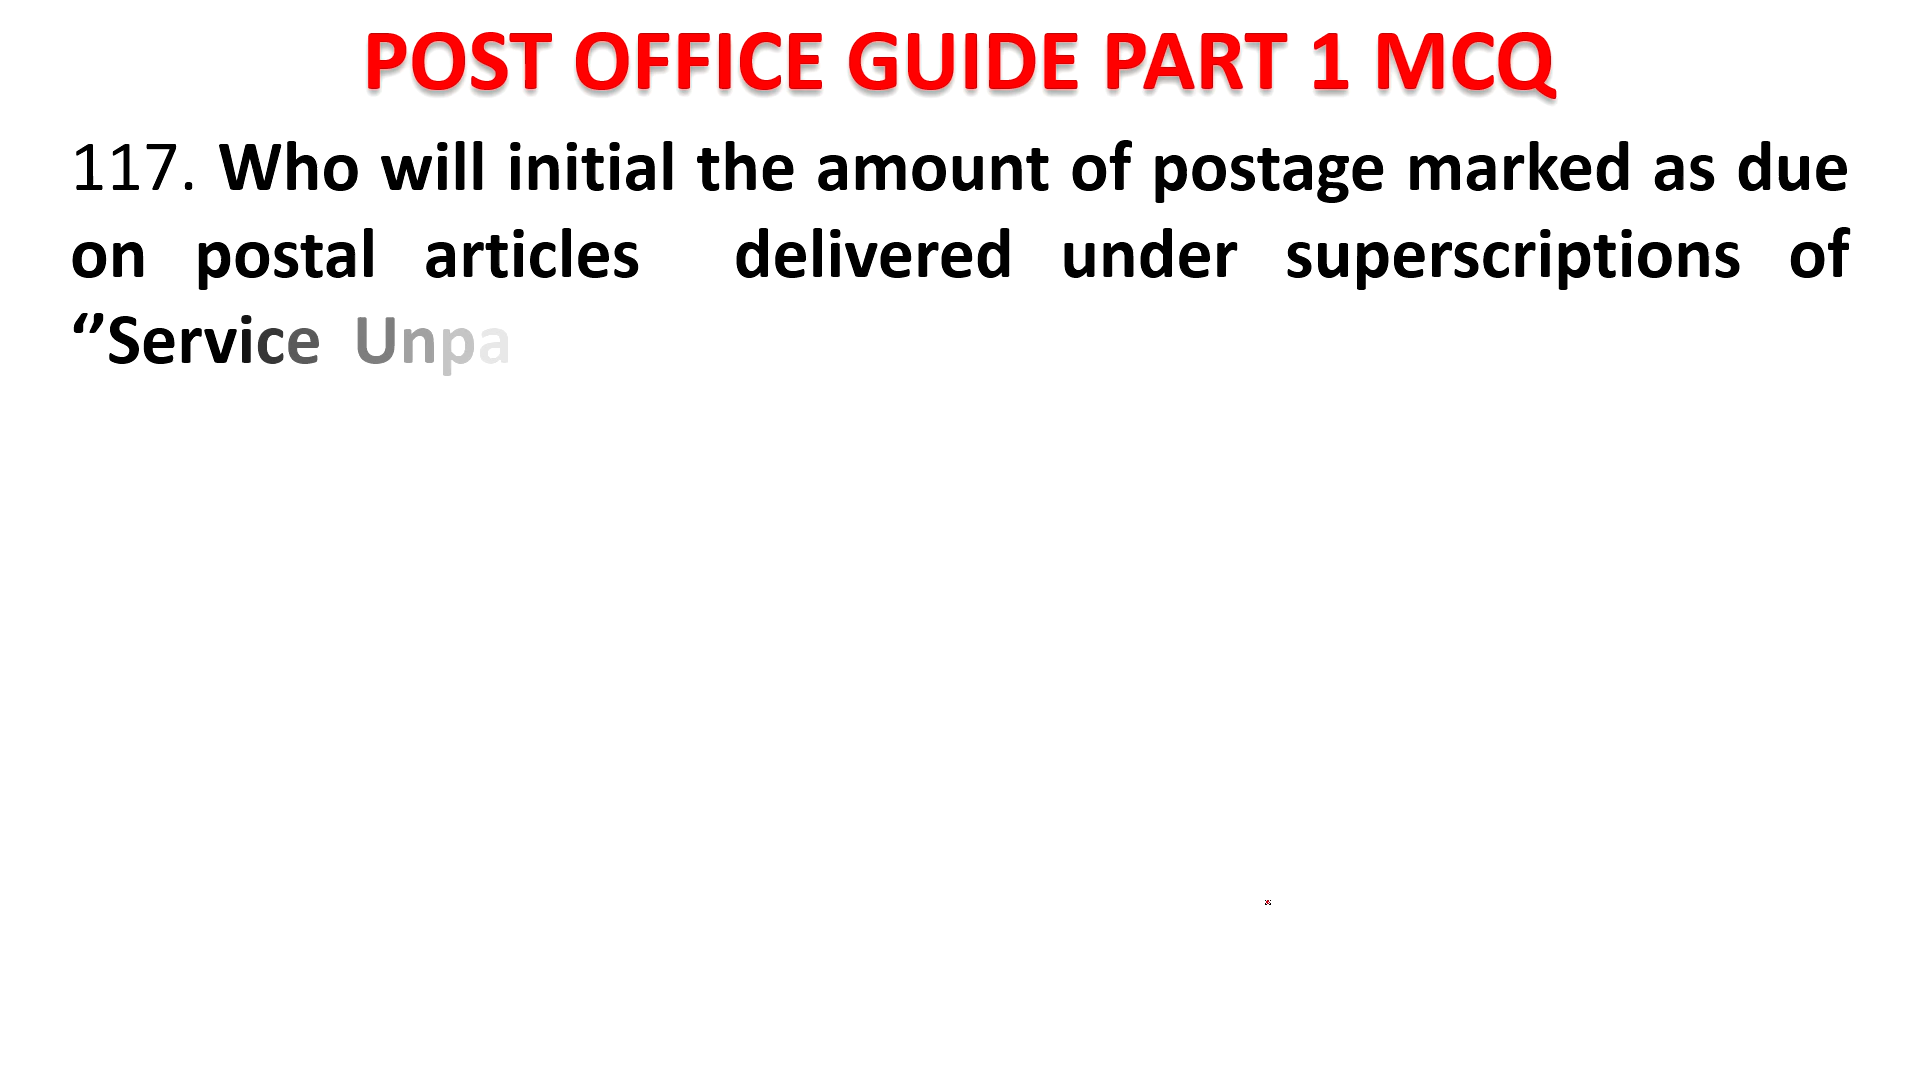 POST OFFICE GUIDE PART 1 MCQ
117. Who will initial the amount of postage marked as due
on postal articles delivered under superscriptions of
‘’Service Unpa